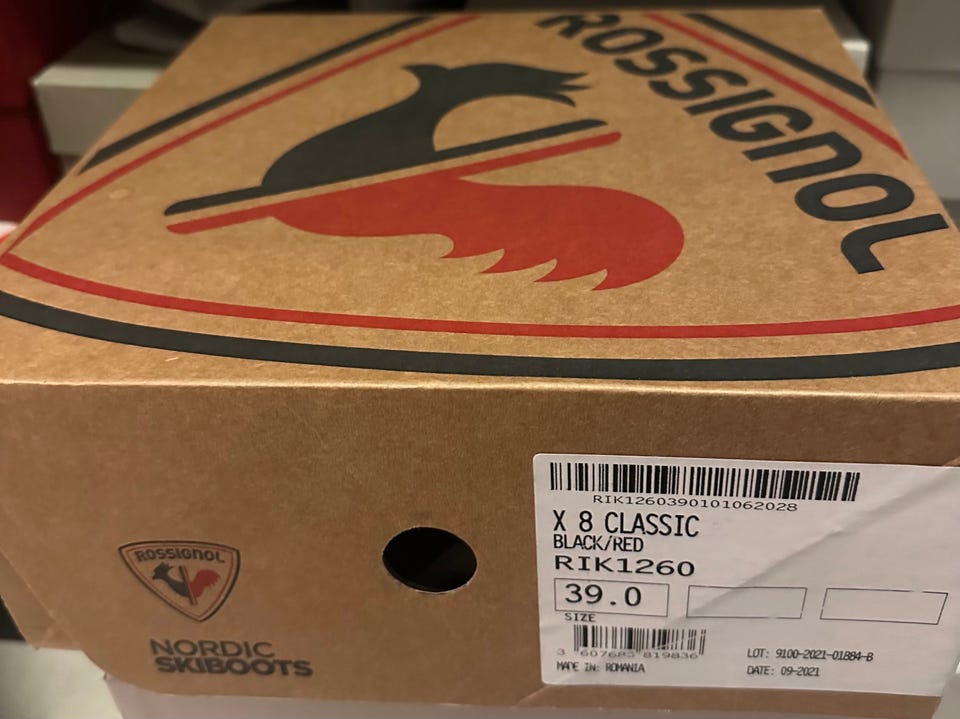 ROSSIGNOL
RIK1260390101062028
X 8 CLASSIC
BLACK/RED
RIK1260
39.0
SIZE
3 607683 819836
MADE IN: ROMANIA
LOT: 9100-2021-01884-B
DATE: 09-2021
ROSSIGNOL
NORDIC
SKIBOOTS